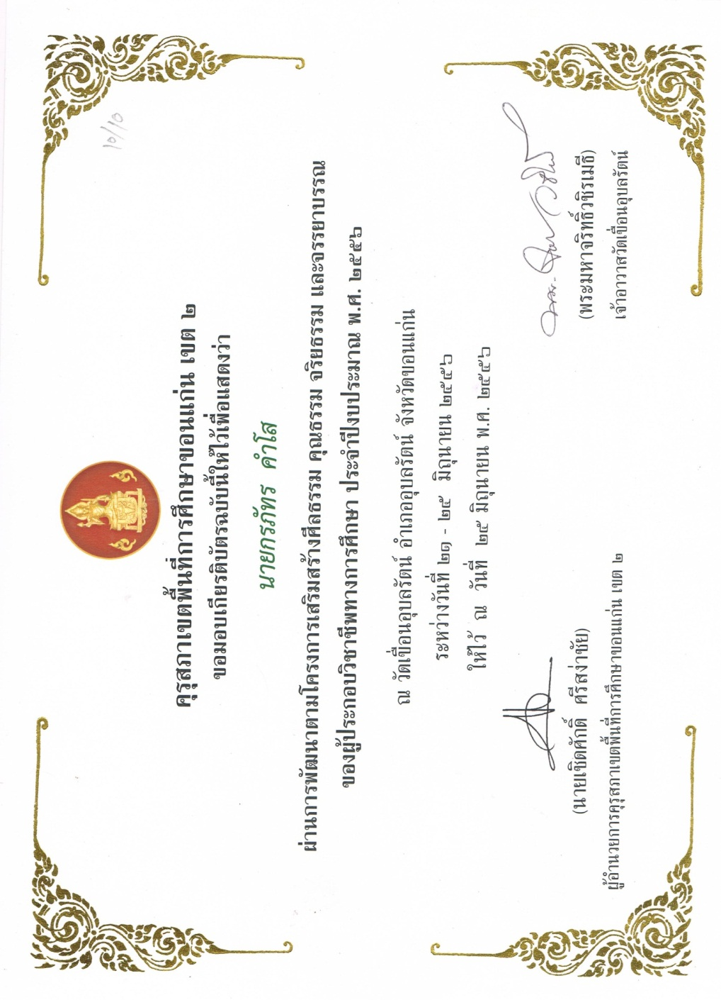 ๑๐/๑๐
คุรุสภาเขตพื้นที่การศึกษาขอนแก่น เขต ๒
ขอมอบเกียรติบัตรฉบับนี้ให้ไว้เพื่อแสดงว่า
นายกรภัทร คำโส
ผ่านการพัฒนาตามโครงการเสริมสร้างศีลธรรม คุณธรรม จริยธรรม และจรรยาบรรณ
ของผู้ประกอบวิชาชีพทางการศึกษา ประจำปีงบประมาณ พ.ศ. ๒๕๕๖
ณ วัดเขื่อนอุบลรัตน์ อำเภออุบลรัตน์ จังหวัดขอนแก่น
ระหว่างวันที่ ๒๑ - ๒๕ มิถุนายน ๒๕๕๖
ให้ไว้ ณ วันที่ ๒๕ มิถุนายน พ.ศ. ๒๕๕๖
(นายเชิดศักดิ์ ศรีสง่าชัย)
ผู้อำนวยการคุรุสภาเขตพื้นที่การศึกษาขอนแก่น เขต ๒
(พระมหาจริทธิ์วชิรเมธี)
เจ้าอาวาสวัดเขื่อนอุบลรัตน์